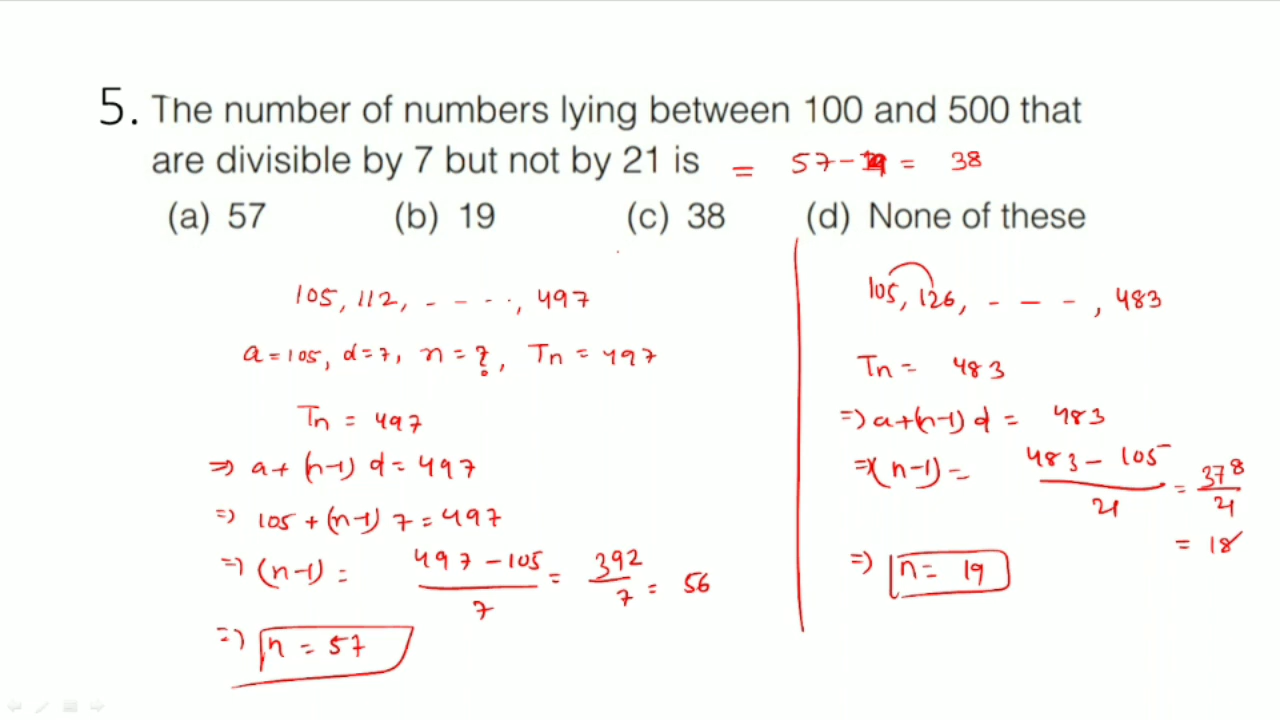 5. The number of numbers lying between 100 and 500 that
are divisible by 7 but not by 21 is = 57 - 19 = 38
(a) 57 (b) 19 (c) 38 (d) None of these
105, 112, - - - -, 497
a = 105, d = 7, n = ?, Tn = 497
Tn = 497
=> a + (n-1) d = 497
=> 105 + (n-1) 7 = 497
=> (n-1) = (497 - 105)/7 = 392/7 = 56
=> n = 57
105, 126, - - - , 483
Tn = 483
=> a + (n-1) d = 483
=> (n-1) = (483 - 105)/21 = 378/21
= 18
=> n = 19